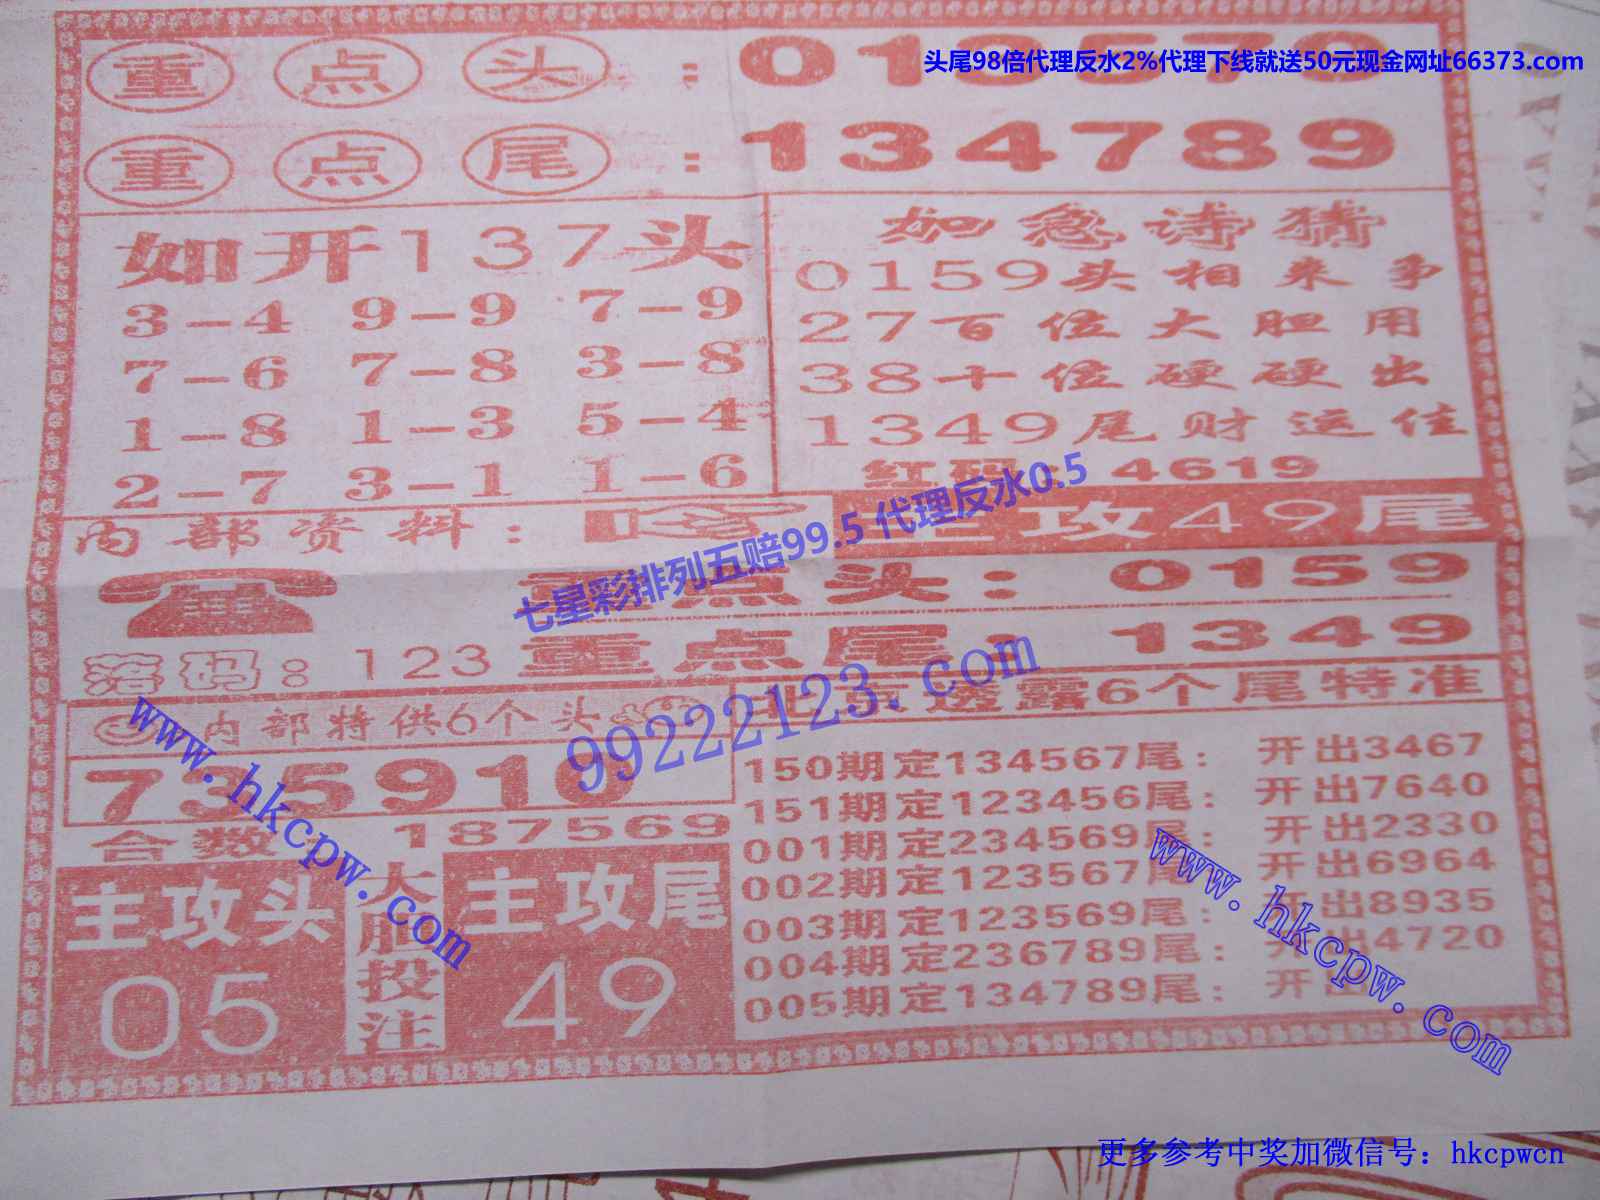 头尾98倍代理反水2%代理下线就送50元现金网址66373.com
重点头：013579
重点尾：134789
如开137头
3-4 9-9 7-9
7-6 7-8 3-8
1-8 1-3 5-4
2-7 3-1 1-6
如急诗猜
0159头相来争
27百位大胆用
38十位硬硬出
1349尾财运佳
红码：4619
内部资料：
主攻49尾
七星彩排列五赔99.5 代理反水0.5
重点头：0159
重点尾：1349
落码：123
99222123.com
内部特供6个头
735910
合数：187569
主攻头
05
大胆投注
主攻尾
49
北京透露6个尾特准
150期定134567尾：开出3467
151期定123456尾：开出7640
001期定234569尾：开出2330
002期定123567尾：开出6964
003期定123569尾：开出8935
004期定236789尾：开出4720
005期定134789尾：开出
www.hkcpw.com
www.hkcpw.com
更多参考中奖加微信号：hkcpwcn